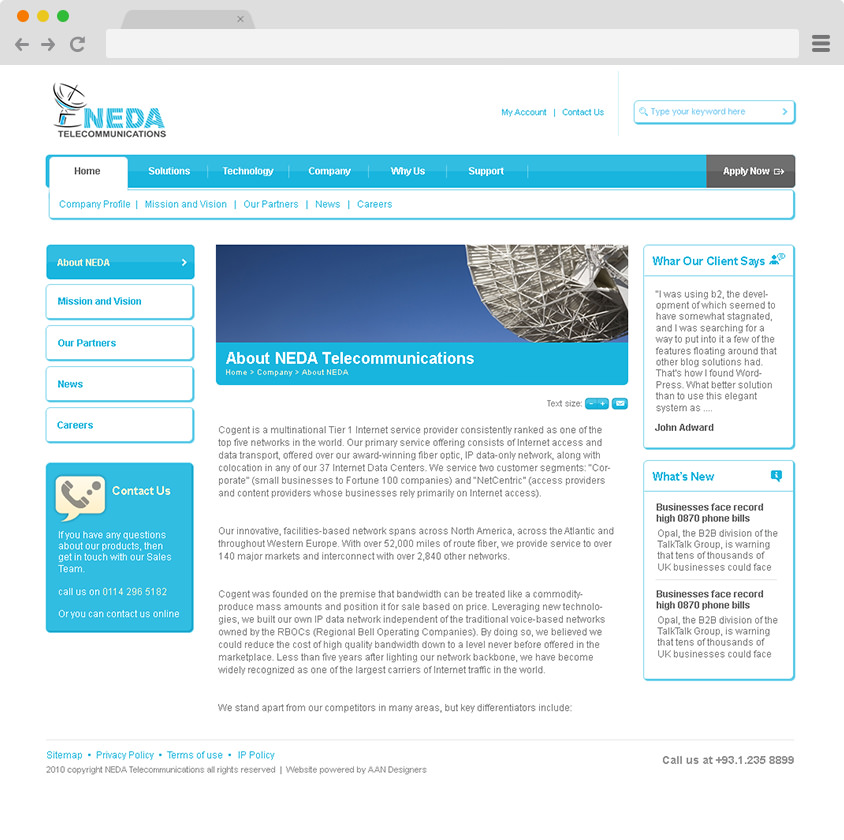 NEDA
TELECOMMUNICATIONS
My Account | Contact Us
Type your keyword here
Home
Solutions
Technology
Company
Why Us
Support
Apply Now
Company Profile | Mission and Vision | Our Partners | News | Careers
About NEDA
Mission and Vision
Our Partners
News
Careers
Contact Us
If you have any questions
about our products, then
get in touch with our Sales
Team.
call us on 0114 296 5182
Or you can contact us online
About NEDA Telecommunications
Home > Company > About NEDA
Text size: - +
Cogent is a multinational Tier 1 Internet service provider consistently ranked as one of the
top five networks in the world. Our primary service offering consists of Internet access and
data transport, offered over our award-winning fiber optic, IP data-only network, along with
colocation in any of our 37 Internet Data Centers. We service two customer segments: "Cor-
porate" (small businesses to Fortune 100 companies) and "NetCentric" (access providers
and content providers whose businesses rely primarily on Internet access).
Our innovative, facilities-based network spans across North America, across the Atlantic and
throughout Western Europe. With over 52,000 miles of route fiber, we provide service to over
140 major markets and interconnect with over 2,840 other networks.
Cogent was founded on the premise that bandwidth can be treated like a commodity-
produce mass amounts and position it for sale based on price. Leveraging new technolo-
gies, we built our own IP data network independent of the traditional voice-based networks
owned by the RBOCs (Regional Bell Operating Companies). By doing so, we believed we
could reduce the cost of high quality bandwidth down to a level never before offered in the
marketplace. Less than five years after lighting our network backbone, we have become
widely recognized as one of the largest carriers of Internet traffic in the world.
We stand apart from our competitors in many areas, but key differentiators include:
Whar Our Client Says
"I was using b2, the devel-
opment of which seemed to
have somewhat stagnated,
and I was searching for a
way to put into it a few of the
features floating around that
other blog solutions had.
That's how I found Word-
Press. What better solution
than to use this elegant
system as ....
John Adward
What's New
Businesses face record
high 0870 phone bills
Opal, the B2B division of the
TalkTalk Group, is warning
that tens of thousands of
UK businesses could face
Businesses face record
high 0870 phone bills
Opal, the B2B division of the
TalkTalk Group, is warning
that tens of thousands of
UK businesses could face
Sitemap • Privacy Policy • Terms of use • IP Policy
2010 copyright NEDA Telecommunications all rights reserved | Website powered by AAN Designers
Call us at +93.1.235 8899